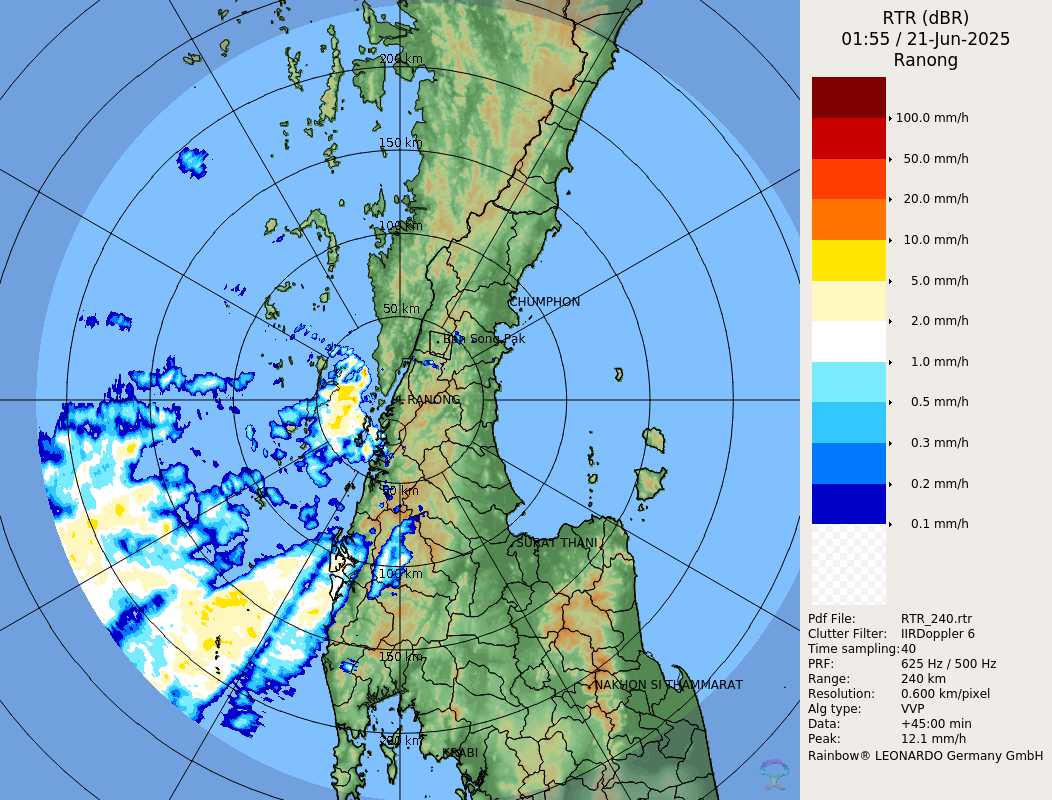 RTR (dBR)
01:55 / 21-Jun-2025
Ranong
100.0 mm/h
50.0 mm/h
20.0 mm/h
10.0 mm/h
5.0 mm/h
2.0 mm/h
1.0 mm/h
0.5 mm/h
0.3 mm/h
0.2 mm/h
0.1 mm/h
Pdf File: RTR_240.rtr
Clutter Filter: IIRDoppler 6
Time sampling: 40
PRF: 625 Hz / 500 Hz
Range: 240 km
Resolution: 0.600 km/pixel
Alg type: VVP
Data: +45:00 min
Peak: 12.1 mm/h
Rainbow® LEONARDO Germany GmbH
200 km
150 km
100 km
CHUMPHON
50 km
Ban Song Pak
RANONG
50 km
SURAT THANI
100 km
150 km
NAKHON SI THAMMARAT
200 km
KRABI